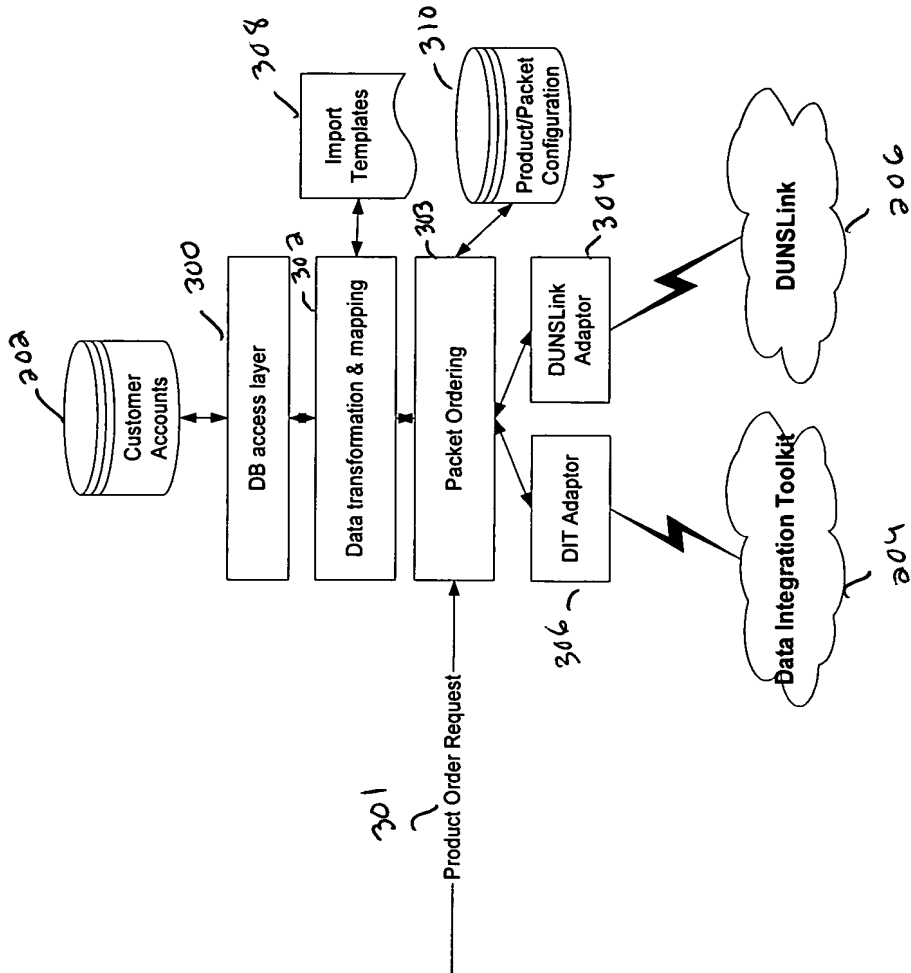 202
Customer
Accounts
300
DB access layer
302
Data transformation & mapping
308
Import
Templates
301
Product Order Request
303
Packet Ordering
310
Product/Packet
Configuration
306
DIT Adaptor
304
DUNSLink
Adaptor
Data Integration Toolkit
204
DUNSLink
206